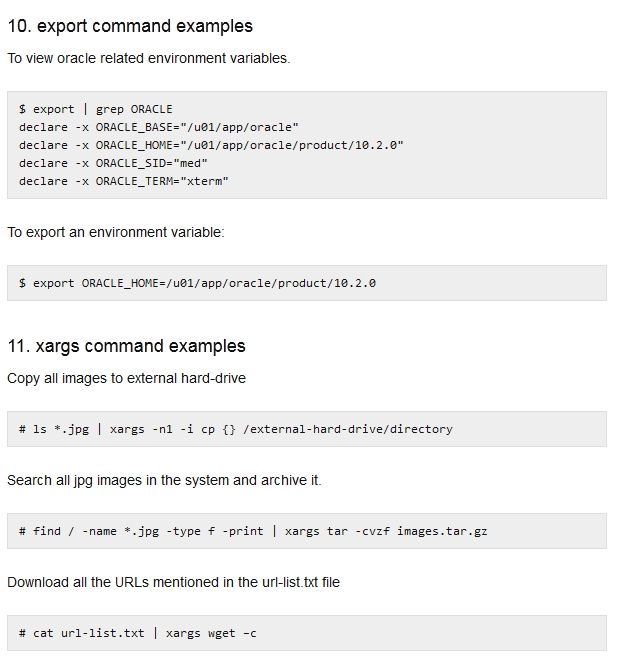 10. export command examples
To view oracle related environment variables.
$ export | grep ORACLE
declare -x ORACLE_BASE="/u01/app/oracle"
declare -x ORACLE_HOME="/u01/app/oracle/product/10.2.0"
declare -x ORACLE_SID="med"
declare -x ORACLE_TERM="xterm"
To export an environment variable:
$ export ORACLE_HOME=/u01/app/oracle/product/10.2.0
11. xargs command examples
Copy all images to external hard-drive
# ls *.jpg | xargs -n1 -i cp {} /external-hard-drive/directory
Search all jpg images in the system and archive it.
# find / -name *.jpg -type f -print | xargs tar -cvzf images.tar.gz
Download all the URLs mentioned in the url-list.txt file
# cat url-list.txt | xargs wget –c